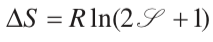 ΔS = R ln(2𝒮 + 1)